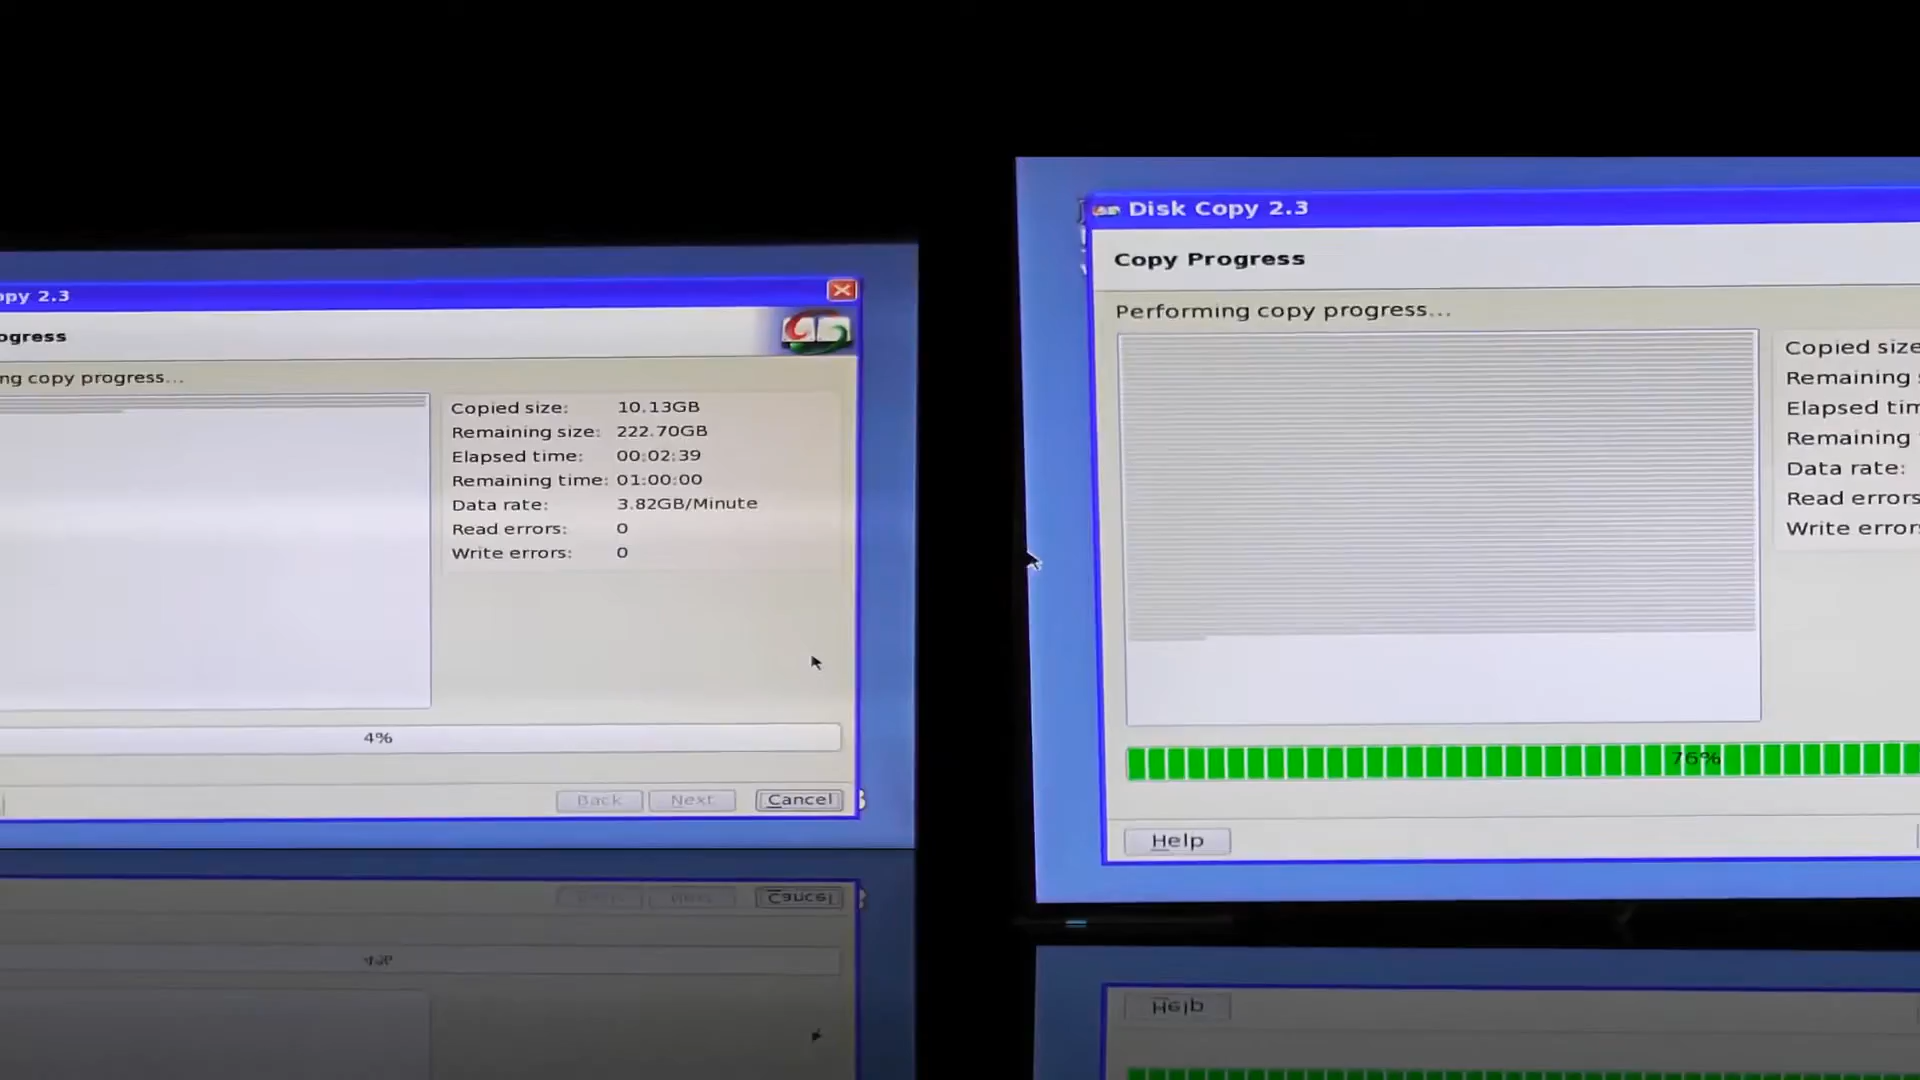 opy 2.3
ogress
ng copy progress...
Copied size: 10.13GB
Remaining size: 222.70GB
Elapsed time: 00:02:39
Remaining time: 01:00:00
Data rate: 3.82GB/Minute
Read errors: 0
Write errors: 0
4%
Back Next Cancel
Disk Copy 2.3
Copy Progress
Performing copy progress...
Copied size
Remaining s
Elapsed tim
Remaining
Data rate:
Read errors
Write error
76%
Help